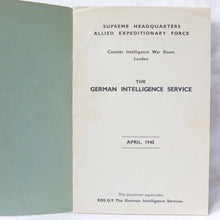 SUPREME HEADQUARTERS
ALLIED EXPEDITIONARY FORCE
Counter Intelligence War Room
London
THE
GERMAN INTELLIGENCE SERVICE
APRIL, 1945
This document supersedes
EDS G.9 The German Intelligence Services